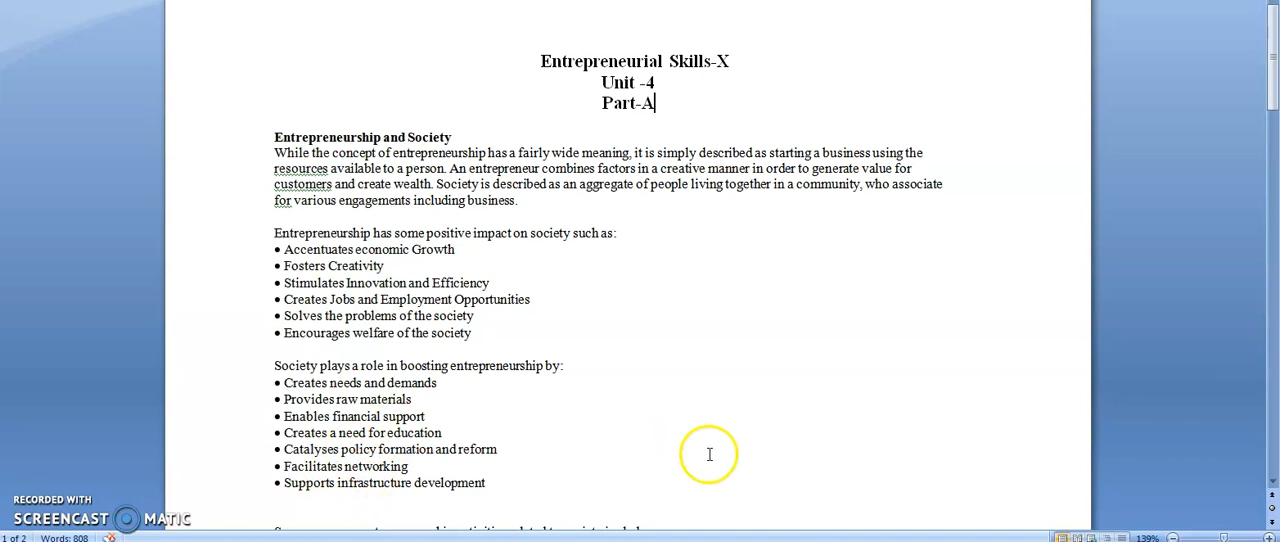 Entrepreneurial Skills-X
Unit -4
Part-A
Entrepreneurship and Society
While the concept of entrepreneurship has a fairly wide meaning, it is simply described as starting a business using the
resources available to a person. An entrepreneur combines factors in a creative manner in order to generate value for
customers and create wealth. Society is described as an aggregate of people living together in a community, who associate
for various engagements including business.
Entrepreneurship has some positive impact on society such as:
• Accentuates economic Growth
• Fosters Creativity
• Stimulates Innovation and Efficiency
• Creates Jobs and Employment Opportunities
• Solves the problems of the society
• Encourages welfare of the society
Society plays a role in boosting entrepreneurship by:
• Creates needs and demands
• Provides raw materials
• Enables financial support
• Creates a need for education
• Catalyses policy formation and reform
• Facilitates networking
• Supports infrastructure development
RECORDED WITH
SCREENCAST MATIC
1 of 2 Words: 808 139%